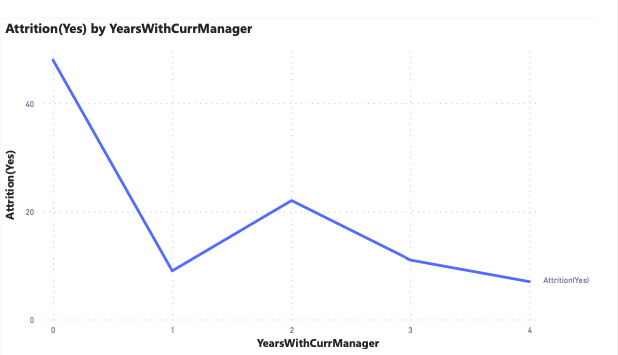 Attrition(Yes) by YearsWithCurrManager
Attrition(Yes)
40
20
0
0 1 2 3 4
YearsWithCurrManager
Attrition(Yes)